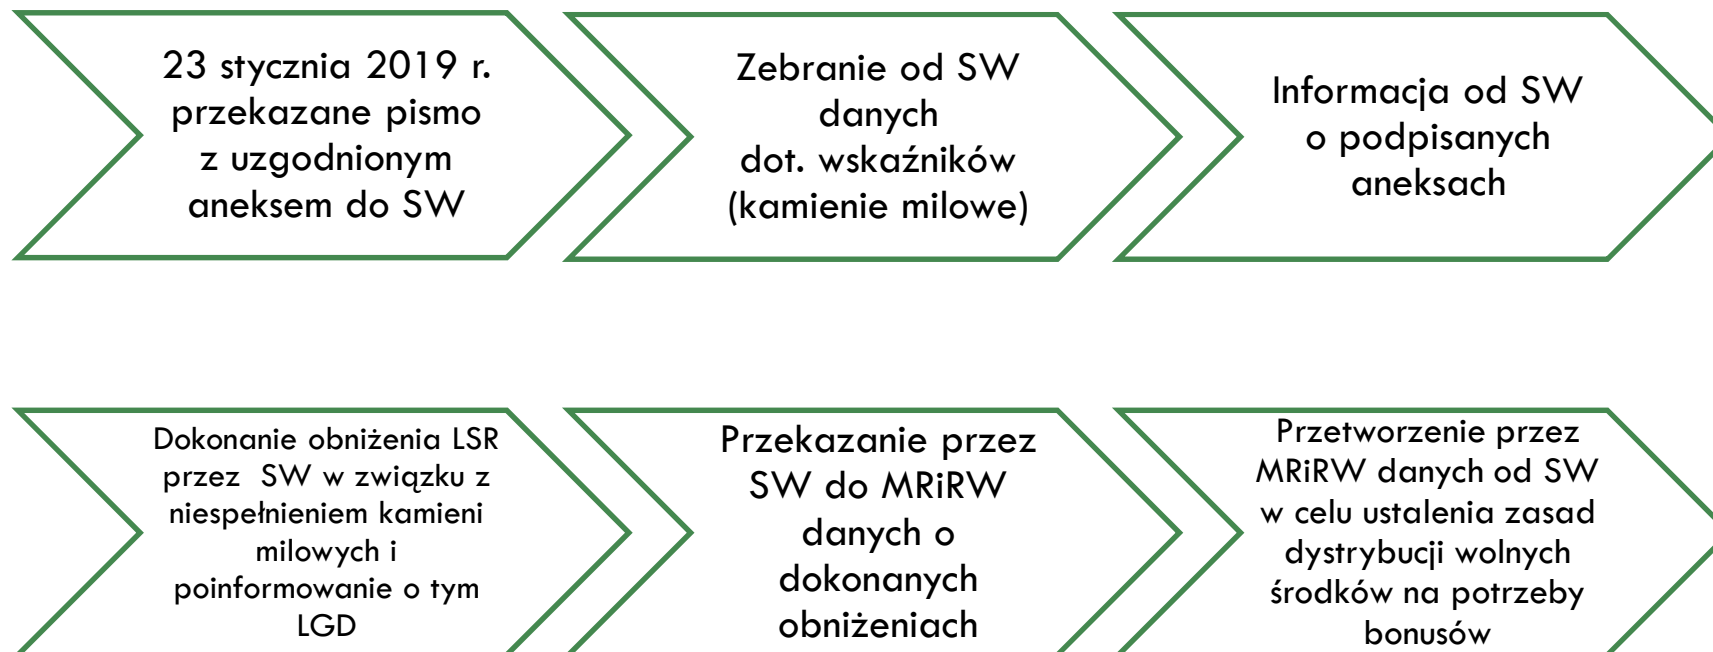 23 stycznia 2019 r.
przekazane pismo
z uzgodnionym
aneksem do SW
Zebranie od SW
danych
dot. wskaźników
(kamienie milowe)
Informacja od SW
o podpisanych
aneksach
Dokonanie obniżenia LSR
przez SW w związku z
niespełnieniem kamieni
milowych i
poinformowanie o tym
LGD
Przekazanie przez
SW do MRiRW
danych o
dokonanych
obniżeniach
Przetworzenie przez
MRiRW danych od SW
w celu ustalenia zasad
dystrybucji wolnych
środków na potrzeby
bonusów